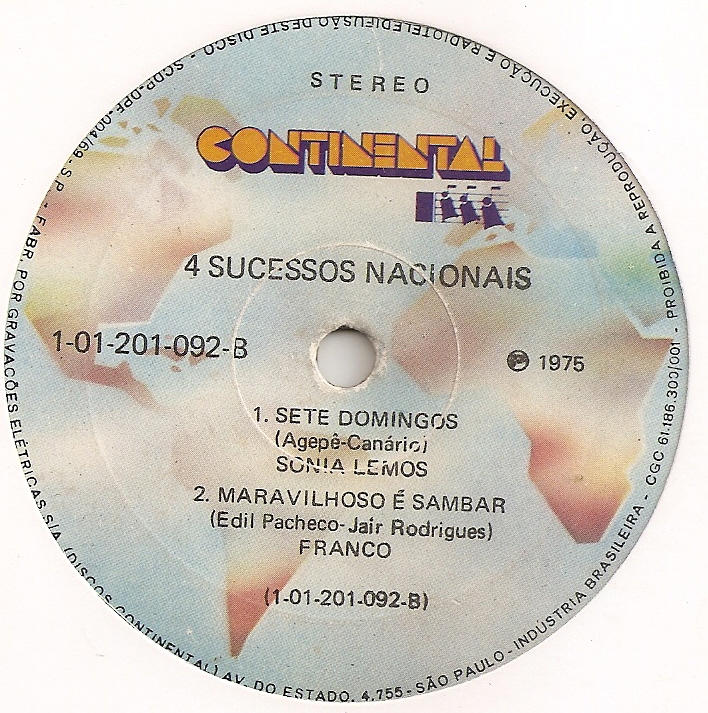 STEREO
CONTINENTAL
4 SUCESSOS NACIONAIS
1-01-201-092-B
Ⓟ 1975
1. SETE DOMINGOS
(Agepê-Canário)
SONIA LEMOS
2. MARAVILHOSO É SAMBAR
(Edil Pacheco-Jair Rodrigues)
FRANCO
(1-01-201-092-B)
FABR. POR GRAVAÇÕES ELÉTRICAS S/A. (DISCOS CONTINENTAL) AV. DO ESTADO, 4.755 - SÃO PAULO - INDÚSTRIA BRASILEIRA - CGC 61.186.300/001 - PROIBIDA A REPRODUÇÃO, EXECUÇÃO E RADIOTELEDIFUSÃO DESTE DISCO - SCDP-DPF-004/69 - S.P. -